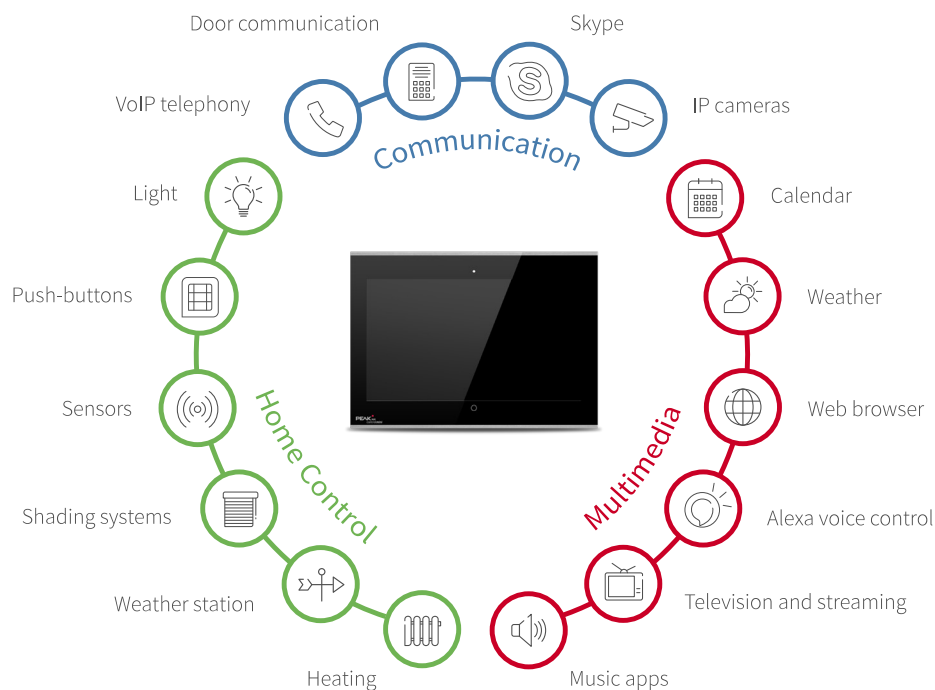 Door communication
Skype
VoIP telephony
IP cameras
Communication
Light
Calendar
Push-buttons
Weather
Sensors
Web browser
Home Control
Multimedia
Shading systems
Alexa voice control
Weather station
Television and streaming
Heating
Music apps
PEAK